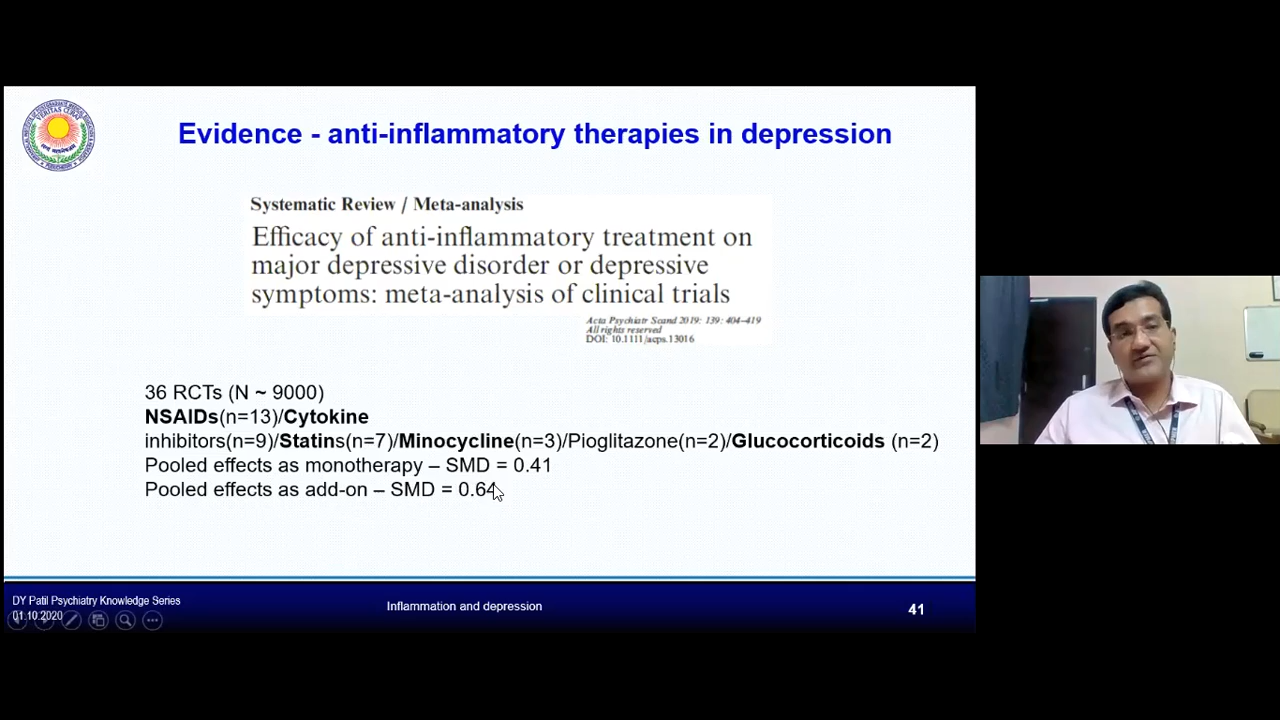 Evidence - anti-inflammatory therapies in depression
Systematic Review / Meta-analysis
Efficacy of anti-inflammatory treatment on
major depressive disorder or depressive
symptoms: meta-analysis of clinical trials
Acta Psychiatr Scand 2019: 139: 404–419
All rights reserved
DOI: 10.1111/acps.13016
36 RCTs (N ~ 9000)
NSAIDs(n=13)/Cytokine
inhibitors(n=9)/Statins(n=7)/Minocycline(n=3)/Pioglitazone(n=2)/Glucocorticoids (n=2)
Pooled effects as monotherapy – SMD = 0.41
Pooled effects as add-on – SMD = 0.64
DY Patil Psychiatry Knowledge Series
01.10.2020
Inflammation and depression
41